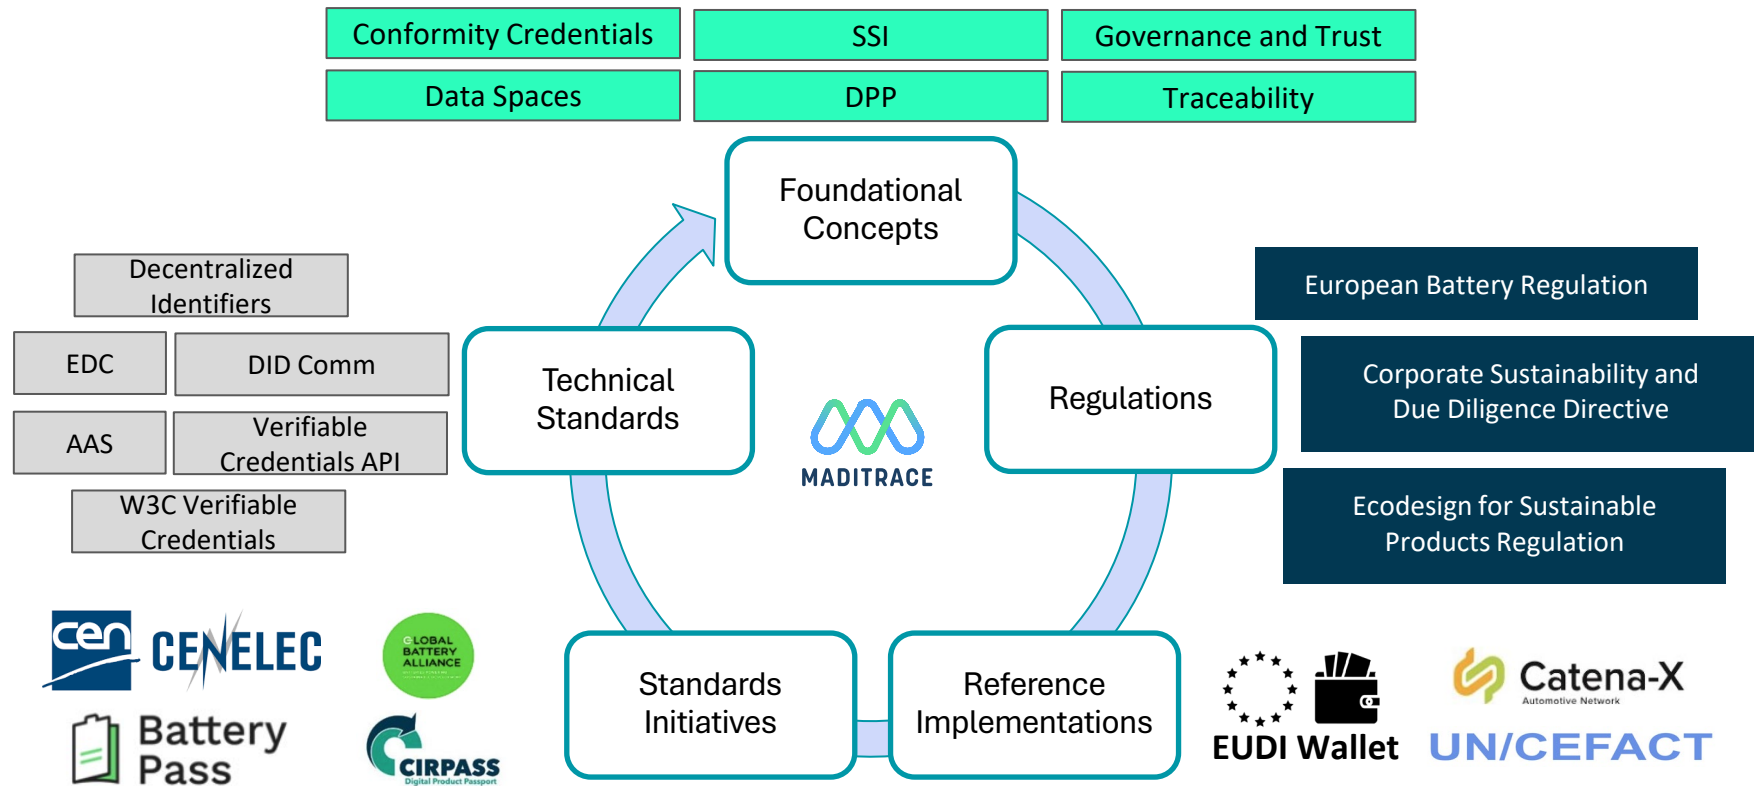 Conformity Credentials
SSI
Governance and Trust
Data Spaces
DPP
Traceability
Foundational
Concepts
Decentralized
Identifiers
EDC
DID Comm
AAS
Verifiable
Credentials API
W3C Verifiable
Credentials
Technical
Standards
MADITRACE
Regulations
European Battery Regulation
Corporate Sustainability and
Due Diligence Directive
Ecodesign for Sustainable
Products Regulation
cen
CENELEC
GLOBAL
BATTERY
ALLIANCE
Battery
Pass
CIRPASS
Digital Product Passport
Standards
Initiatives
Reference
Implementations
EUDI Wallet
Catena-X
Automotive Network
UN/CEFACT